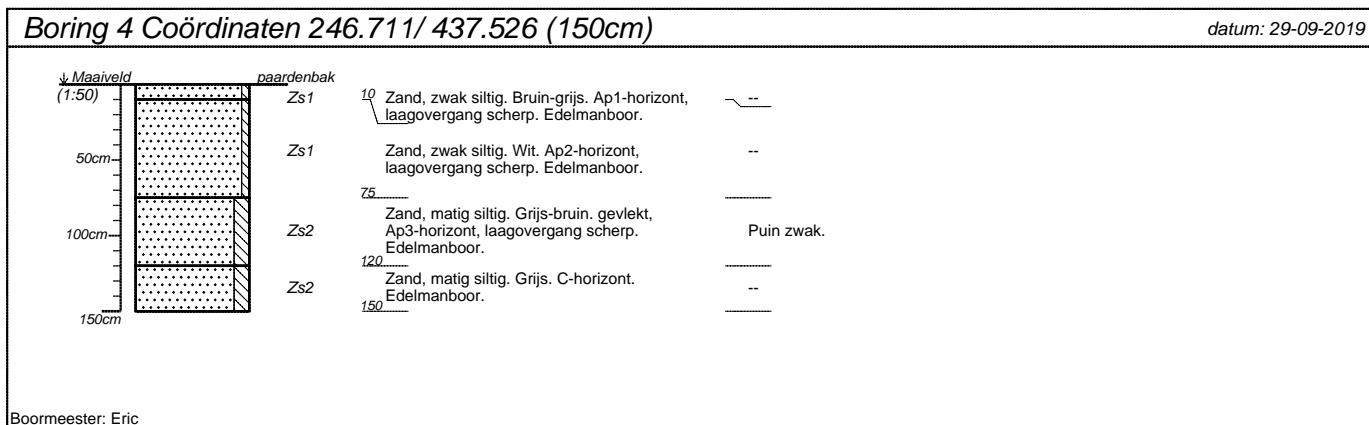 Boring 4 Coördinaten 246.711/ 437.526 (150cm)
datum: 29-09-2019
Maaiveld
paardenbak
(1:50)
Zs1
10
Zand, zwak siltig. Bruin-grijs. Ap1-horizont,
laagovergang scherp. Edelmanboor.
--
50cm
Zs1
Zand, zwak siltig. Wit. Ap2-horizont,
laagovergang scherp. Edelmanboor.
--
75
100cm
Zs2
Zand, matig siltig. Grijs-bruin. gevlekt,
Ap3-horizont, laagovergang scherp.
Edelmanboor.
Puin zwak.
120
Zs2
Zand, matig siltig. Grijs. C-horizont.
Edelmanboor.
--
150
150cm
Boormeester: Eric